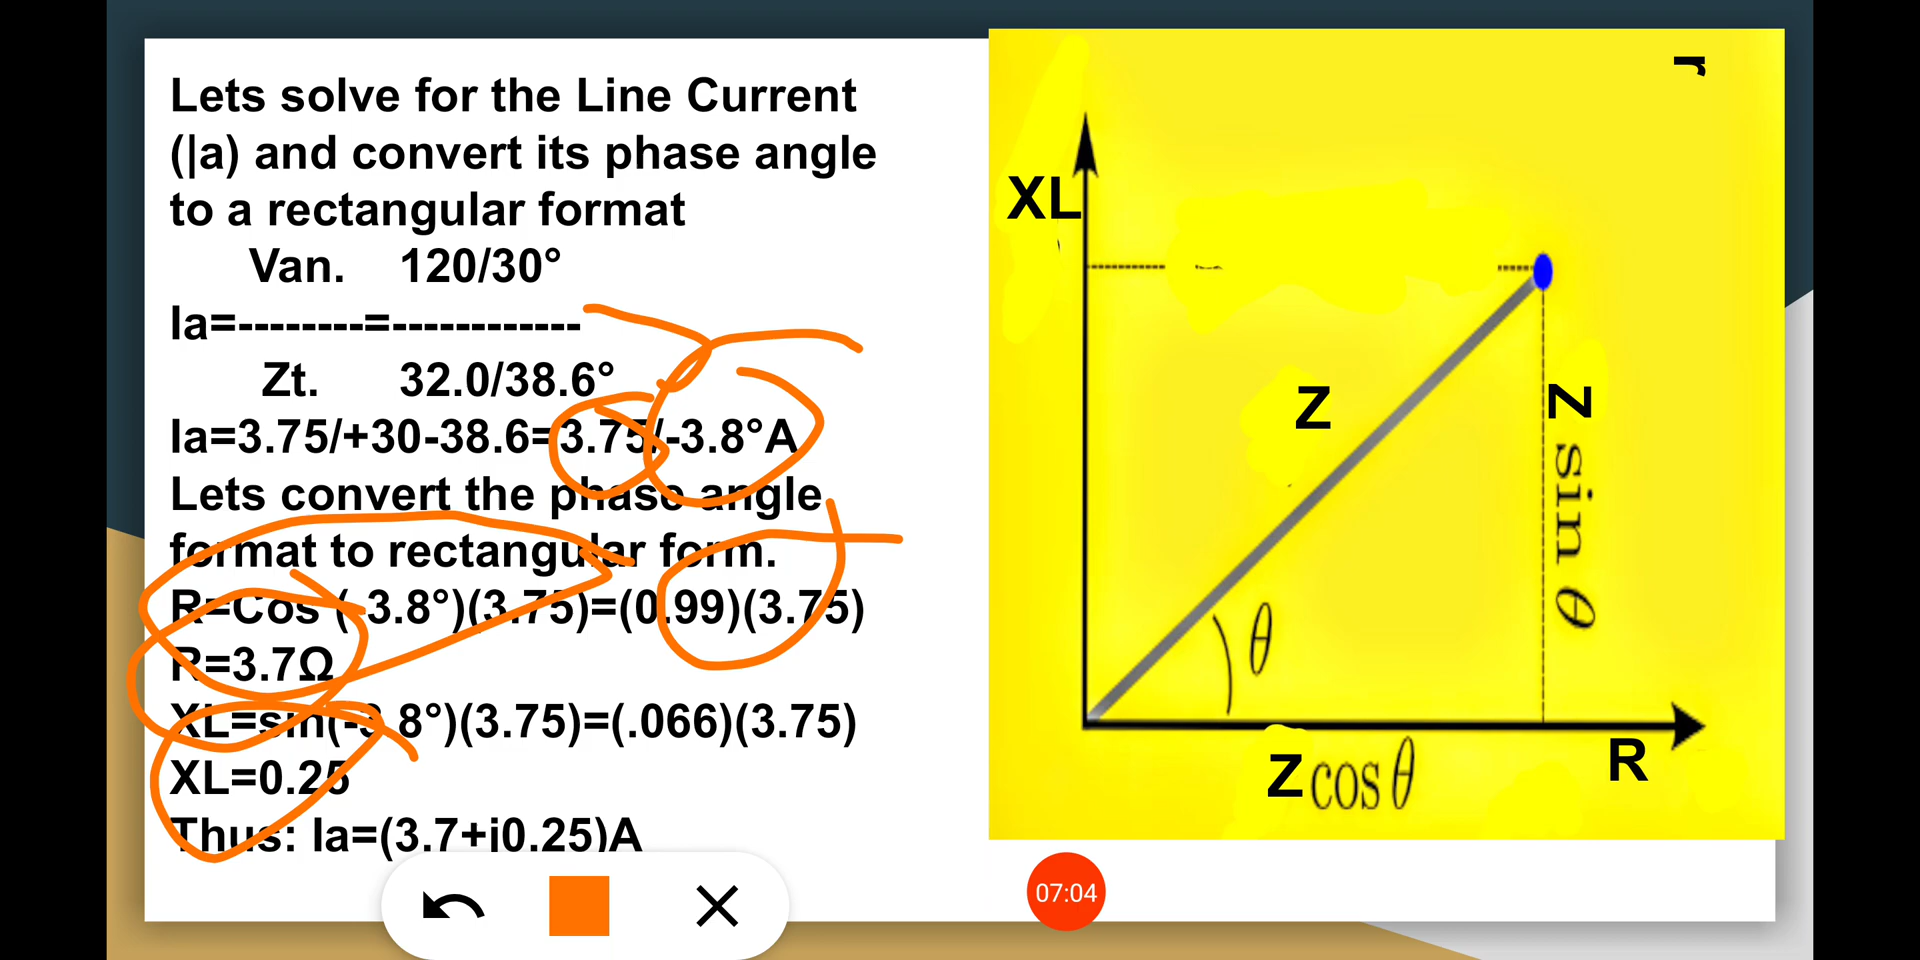 Lets solve for the Line Current
(|a) and convert its phase angle
to a rectangular format
Van. 120/30°
Ia=--------=------------
Zt. 32.0/38.6°
Ia=3.75/+30-38.6=3.75/-3.8°A
Lets convert the phase angle
format to rectangular form.
R=Cos (-3.8°)(3.75)=(0.99)(3.75)
R=3.7Ω
XL=sin(-3.8°)(3.75)=(.066)(3.75)
XL=0.25
Thus: Ia=(3.7+j0.25)A
r
XL
Z
Z sin θ
θ
Z cos θ
R
07:04